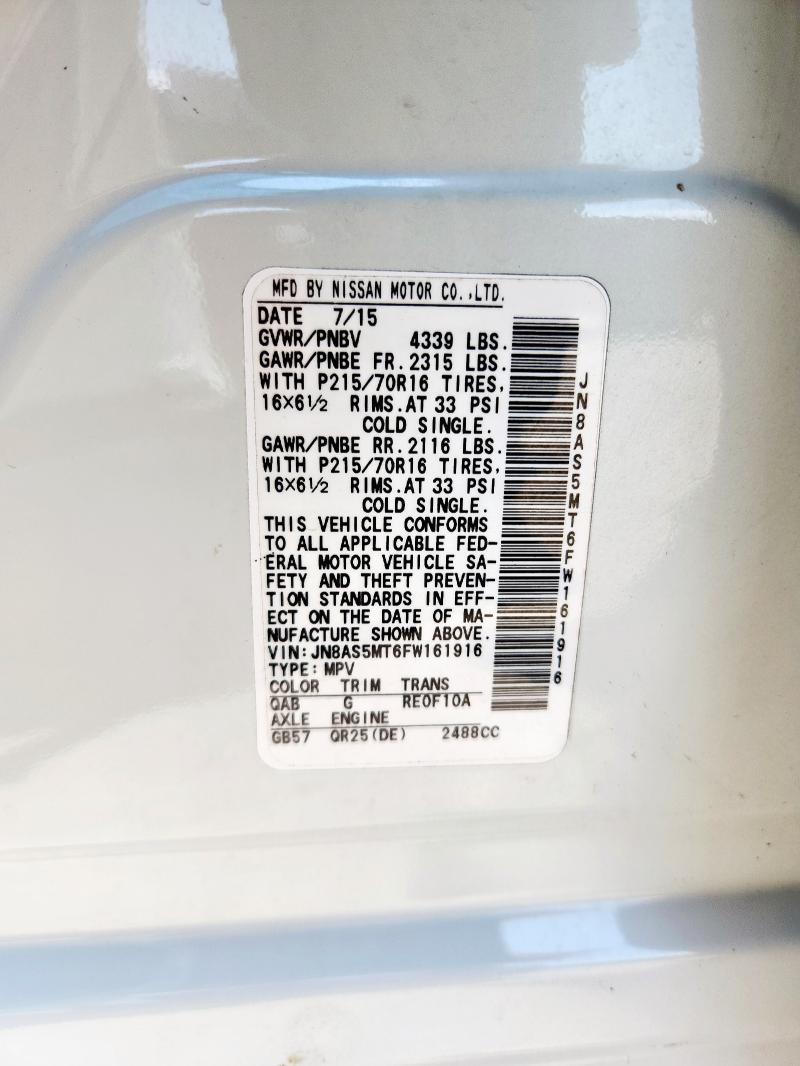 MFD BY NISSAN MOTOR CO.,LTD.
DATE 7/15
GVWR/PNBV 4339 LBS.
GAWR/PNBE FR.2315 LBS.
WITH P215/70R16 TIRES,
16×6½ RIMS.AT 33 PSI
COLD SINGLE.
GAWR/PNBE RR.2116 LBS.
WITH P215/70R16 TIRES,
16×6½ RIMS.AT 33 PSI
COLD SINGLE.
THIS VEHICLE CONFORMS
TO ALL APPLICABLE FED-
ERAL MOTOR VEHICLE SA-
FETY AND THEFT PREVEN-
TION STANDARDS IN EFF-
ECT ON THE DATE OF MA-
NUFACTURE SHOWN ABOVE.
VIN:JN8AS5MT6FW161916
TYPE:MPV
COLOR TRIM TRANS
QAB G RE0F10A
AXLE ENGINE
GB57 QR25(DE) 2488CC
JN8AS5MT6FW161916